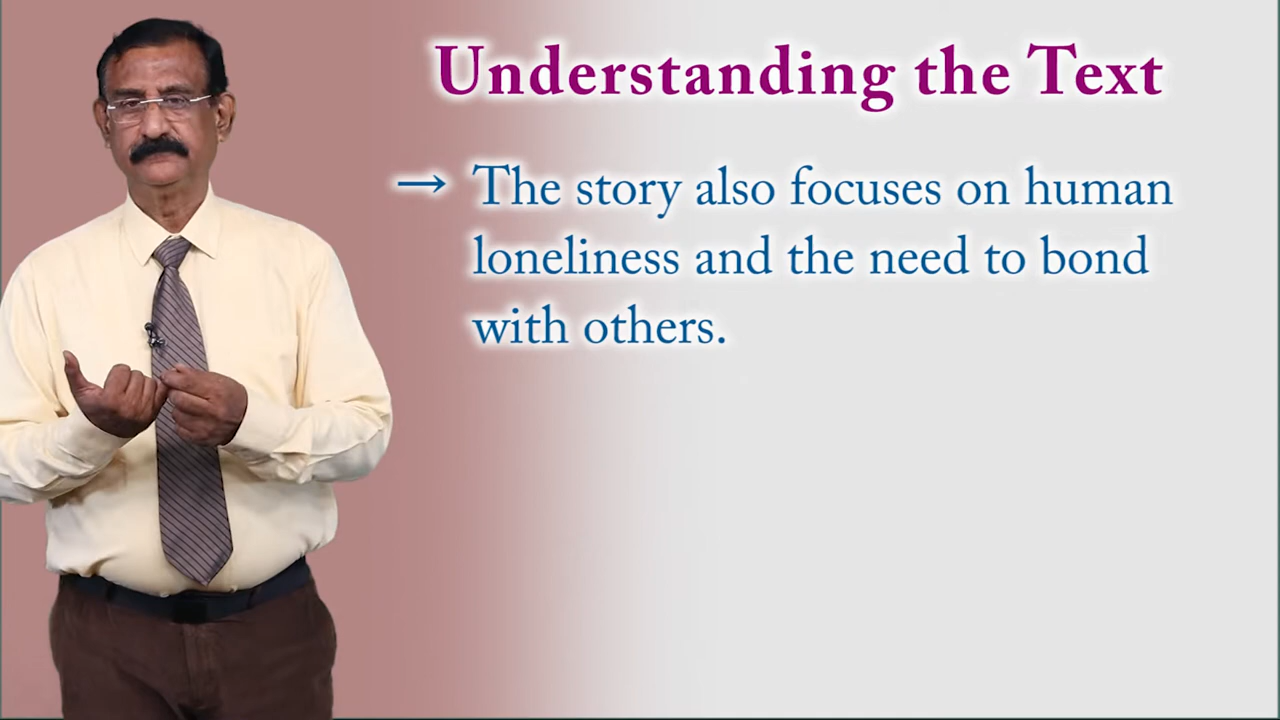 Understanding the Text
→ The story also focuses on human
loneliness and the need to bond
with others.